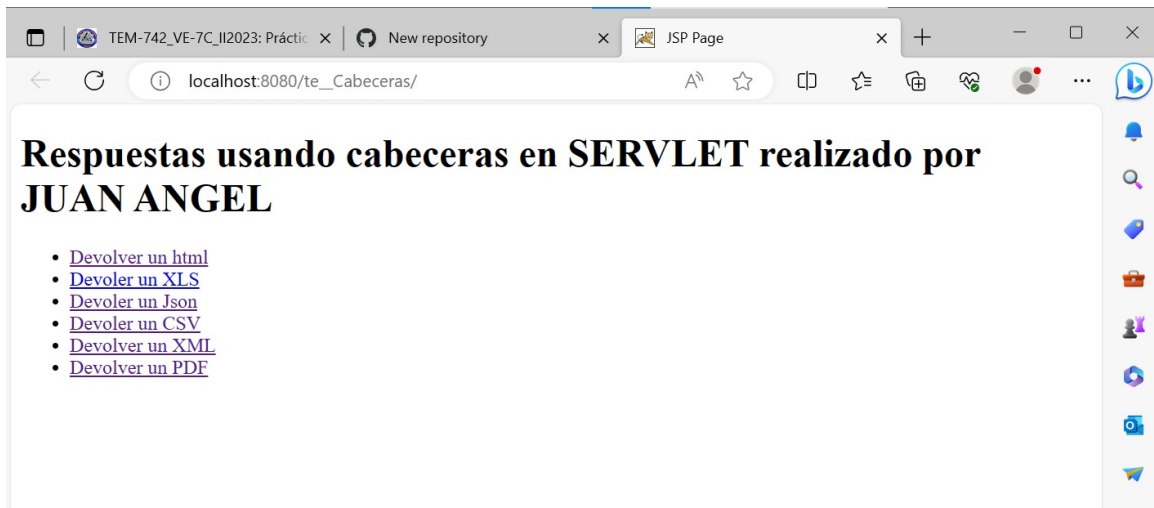 TEM-742_VE-7C_II2023: Práctic
New repository
JSP Page
localhost:8080/te__Cabeceras/
Respuestas usando cabeceras en SERVLET realizado por
JUAN ANGEL
Devolver un html
Devoler un XLS
Devoler un Json
Devoler un CSV
Devolver un XML
Devolver un PDF